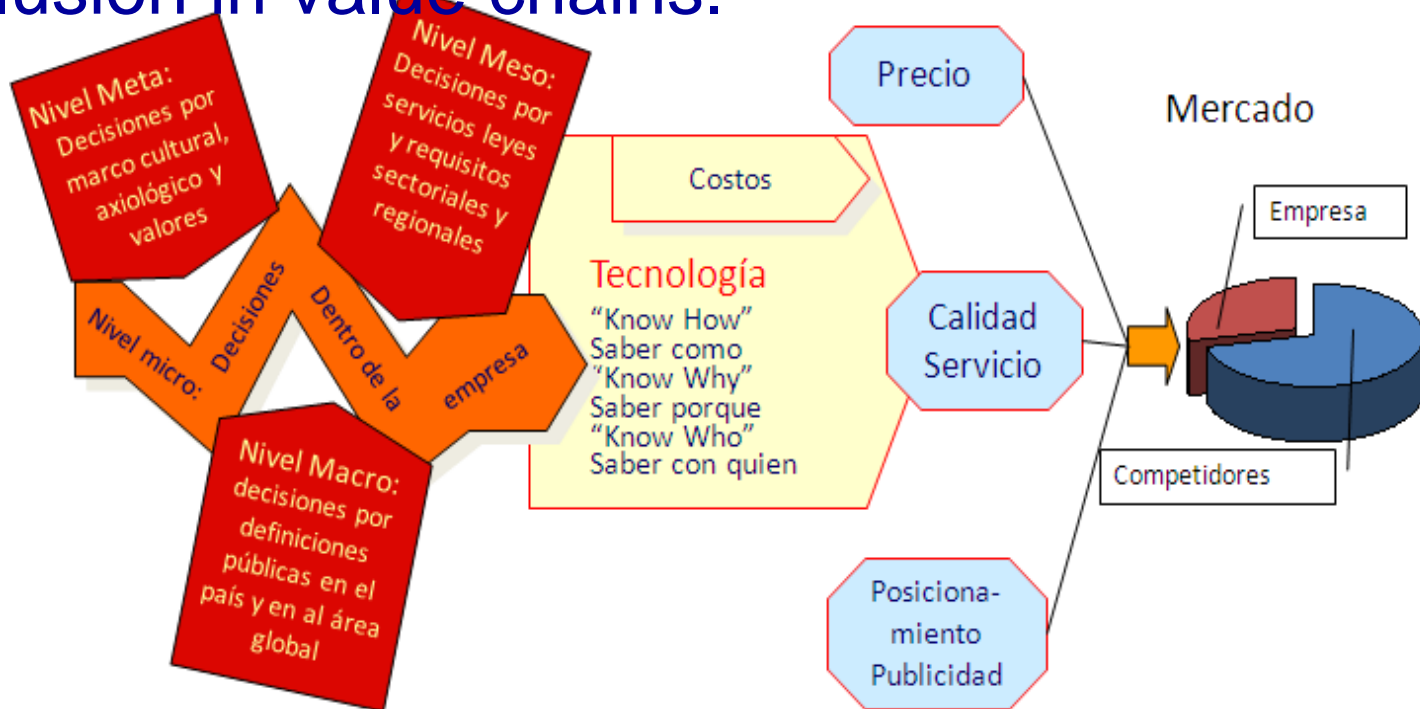 lusion in value chains.
Nivel Meta:
Decisiones por
marco cultural,
axiológico y
valores
Nivel Meso:
Decisiones por
servicios leyes
y requisitos
sectoriales y
regionales
Nivel micro:
Decisiones
Dentro de la
empresa
Nivel Macro:
decisiones por
definiciones
públicas en el
país y en al área
global
Costos
Tecnología
“Know How”
Saber como
“Know Why”
Saber porque
“Know Who”
Saber con quien
Precio
Calidad
Servicio
Posiciona-
miento
Publicidad
Mercado
Empresa
Competidores